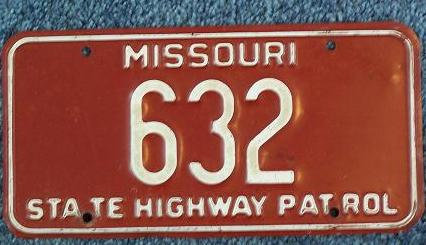 MISSOURI
632
STATE HIGHWAY PATROL